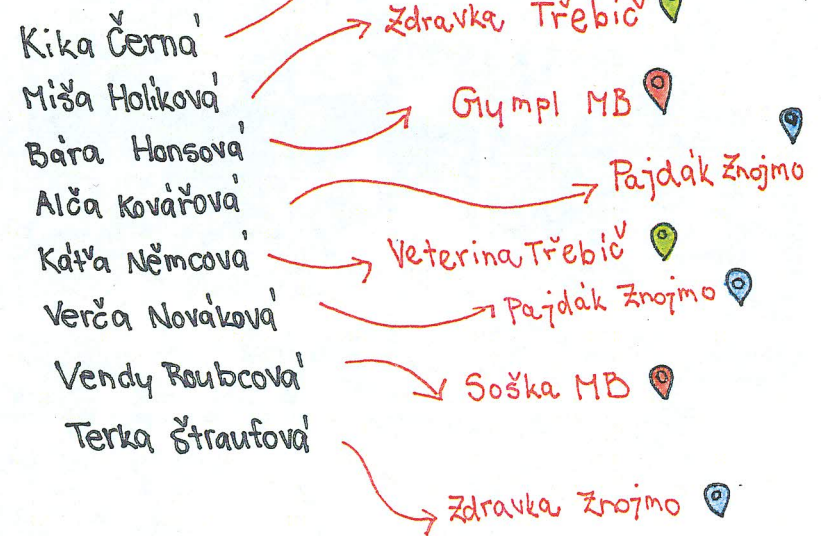 Kika Černá
Zdravka Třebíč
Míša Holíková
Gympl MB
Bára Honsová
Pajdák Znojmo
Alča Kovářová
Káťa Němcová
Veterina Třebíč
Verča Nováková
Pajdák Znojmo
Vendy Roubcová
Soška MB
Terka Štraufová
Zdravka Znojmo